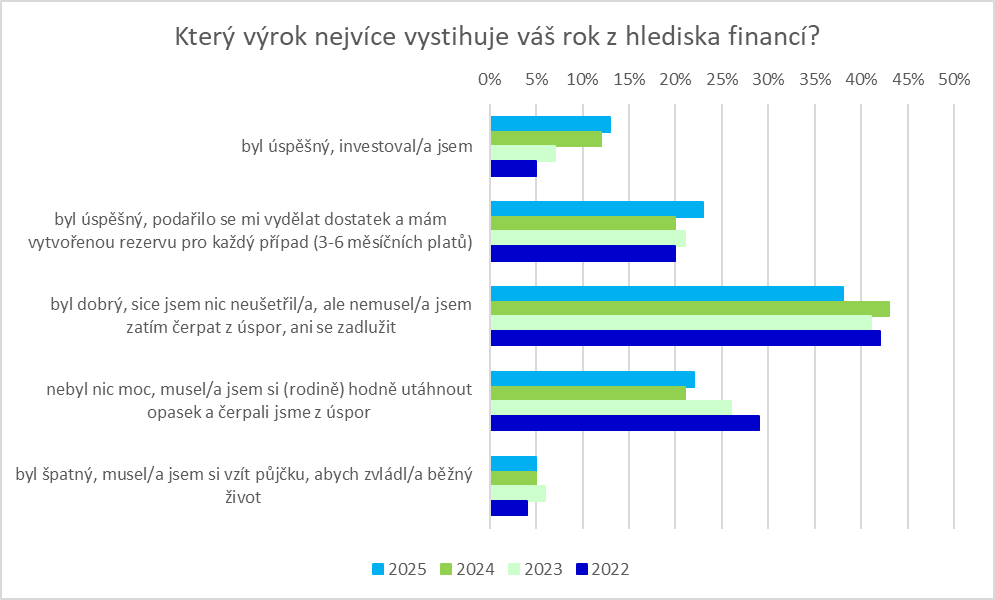 Který výrok nejvíce vystihuje váš rok z hlediska financí?
0% 5% 10% 15% 20% 25% 30% 35% 40% 45% 50%
byl úspěšný, investoval/a jsem
byl úspěšný, podařilo se mi vydělat dostatek a mám
vytvořenou rezervu pro každý případ (3-6 měsíčních platů)
byl dobrý, sice jsem nic neušetřil/a, ale nemusel/a jsem
zatím čerpat z úspor, ani se zadlužit
nebyl nic moc, musel/a jsem si (rodině) hodně utáhnout
opasek a čerpali jsme z úspor
byl špatný, musel/a jsem si vzít půjčku, abych zvládl/a běžný
život
2025 2024 2023 2022